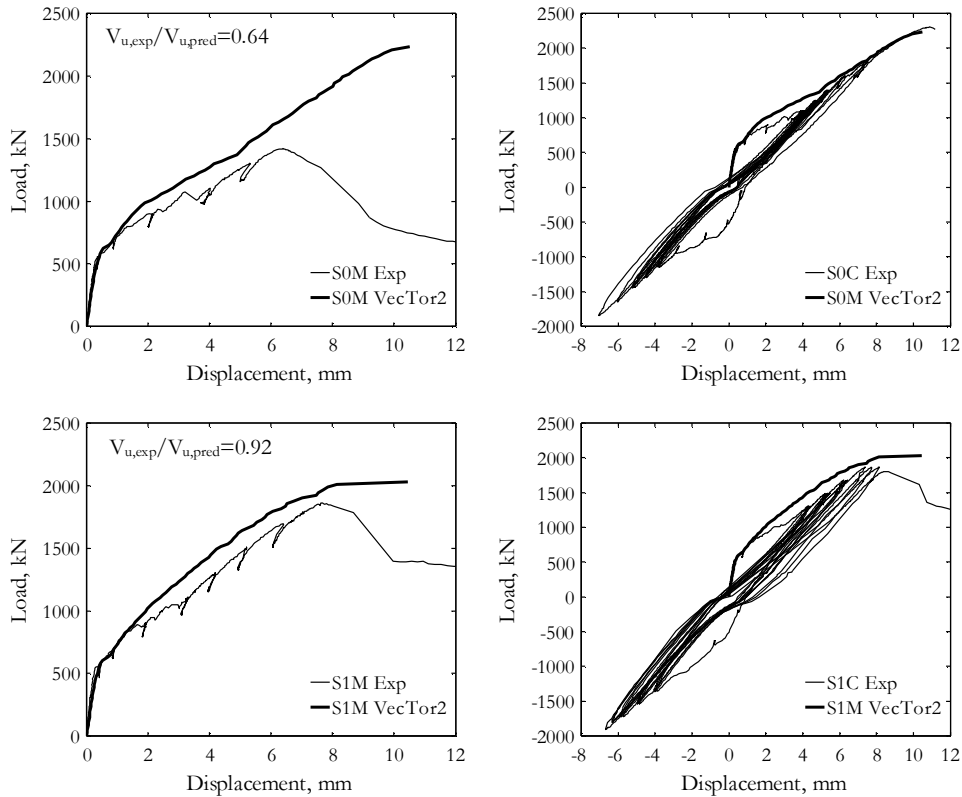 V_{u,exp}/V_{u,pred}=0.64
Load, kN
2500
2000
1500
1000
500
0
0 2 4 6 8 10 12
Displacement, mm
S0M Exp
S0M VecTor2
Load, kN
2500
2000
1500
1000
500
0
-500
-1000
-1500
-2000
-8 -6 -4 -2 0 2 4 6 8 10 12
Displacement, mm
S0C Exp
S0M VecTor2
V_{u,exp}/V_{u,pred}=0.92
Load, kN
2500
2000
1500
1000
500
0
0 2 4 6 8 10 12
Displacement, mm
S1M Exp
S1M VecTor2
Load, kN
2500
2000
1500
1000
500
0
-500
-1000
-1500
-2000
-8 -6 -4 -2 0 2 4 6 8 10 12
Displacement, mm
S1C Exp
S1M VecTor2